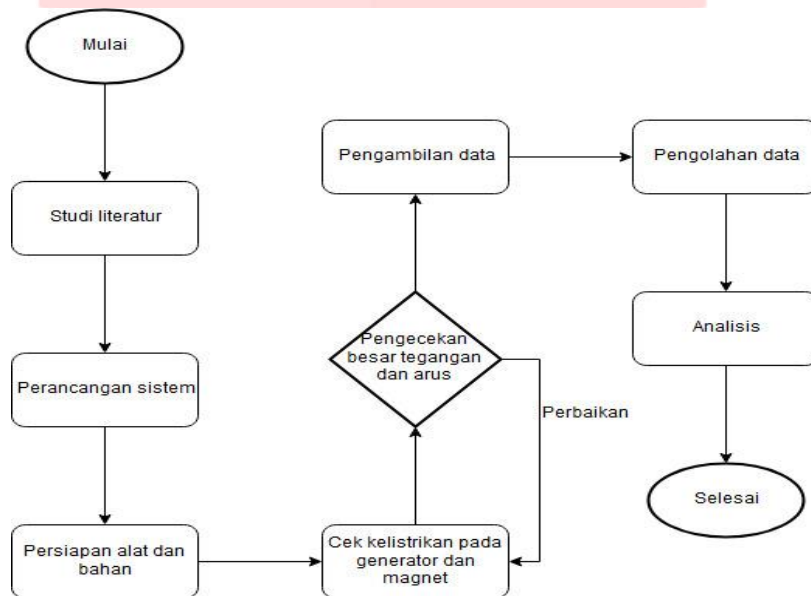 Mulai
Studi literatur
Perancangan sistem
Persiapan alat dan
bahan
Cek kelistrikan pada
generator dan
magnet
Pengecekan
besar tegangan
dan arus
Perbaikan
Pengambilan data
Pengolahan data
Analisis
Selesai